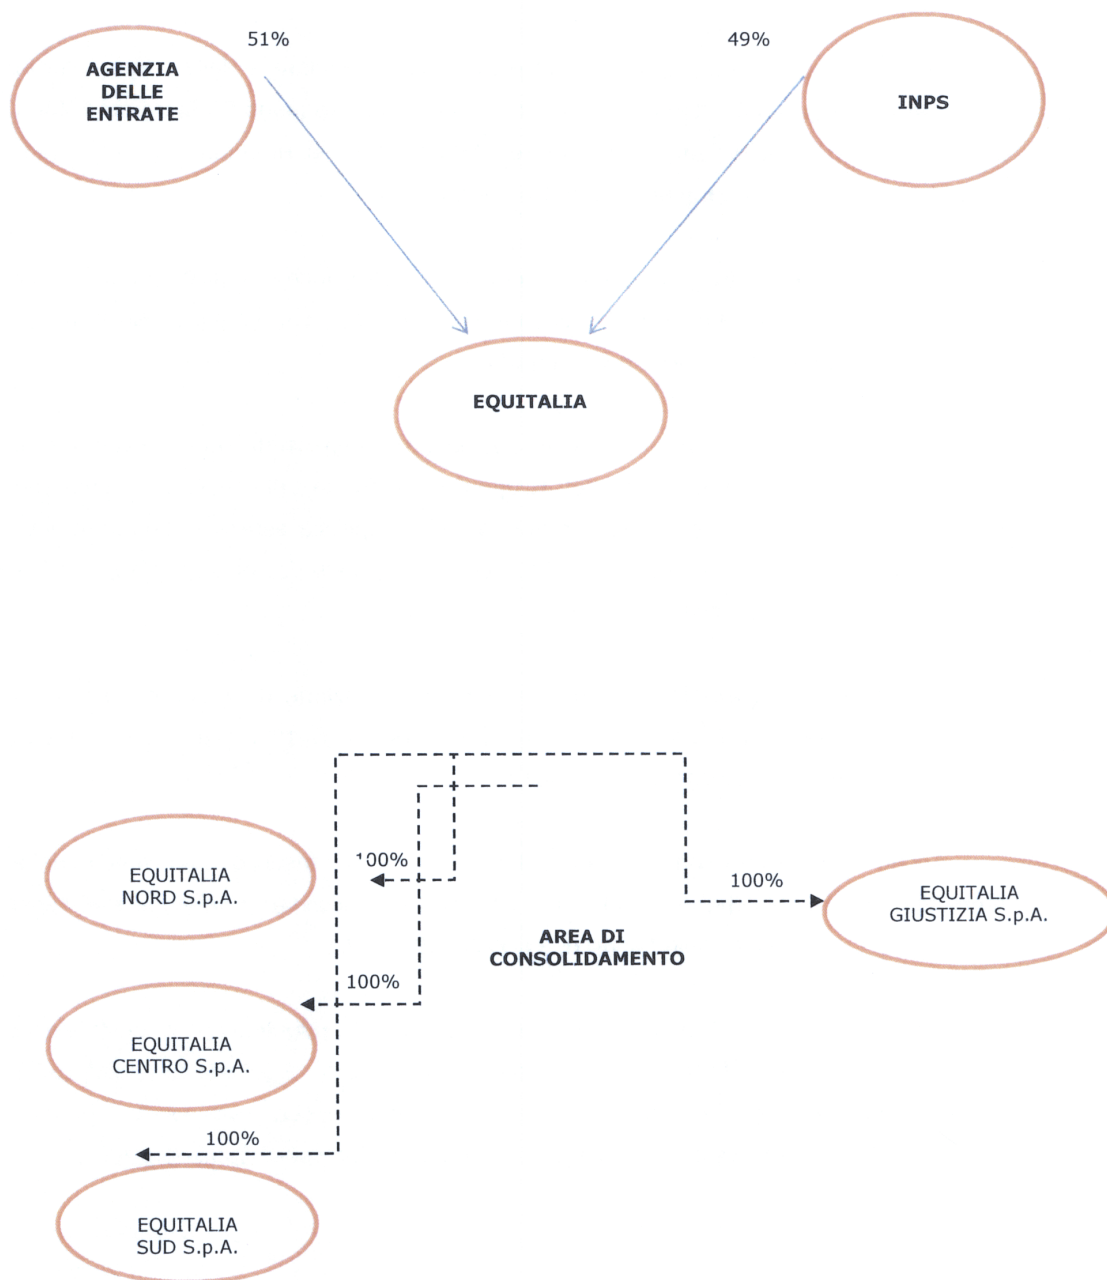 51%
49%
AGENZIA
DELLE
ENTRATE
INPS
EQUITALIA
100%
EQUITALIA
NORD S.p.A.
100%
EQUITALIA
GIUSTIZIA S.p.A.
AREA DI
CONSOLIDAMENTO
100%
EQUITALIA
CENTRO S.p.A.
100%
EQUITALIA
SUD S.p.A.